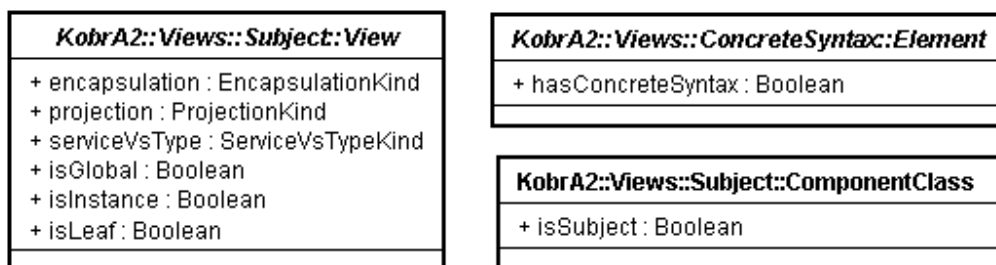 KobrA2::Views::Subject::View
+ encapsulation : EncapsulationKind
+ projection : ProjectionKind
+ serviceVsType : ServiceVsTypeKind
+ isGlobal : Boolean
+ isInstance : Boolean
+ isLeaf : Boolean
KobrA2::Views::ConcreteSyntax::Element
+ hasConcreteSyntax : Boolean
KobrA2::Views::Subject::ComponentClass
+ isSubject : Boolean